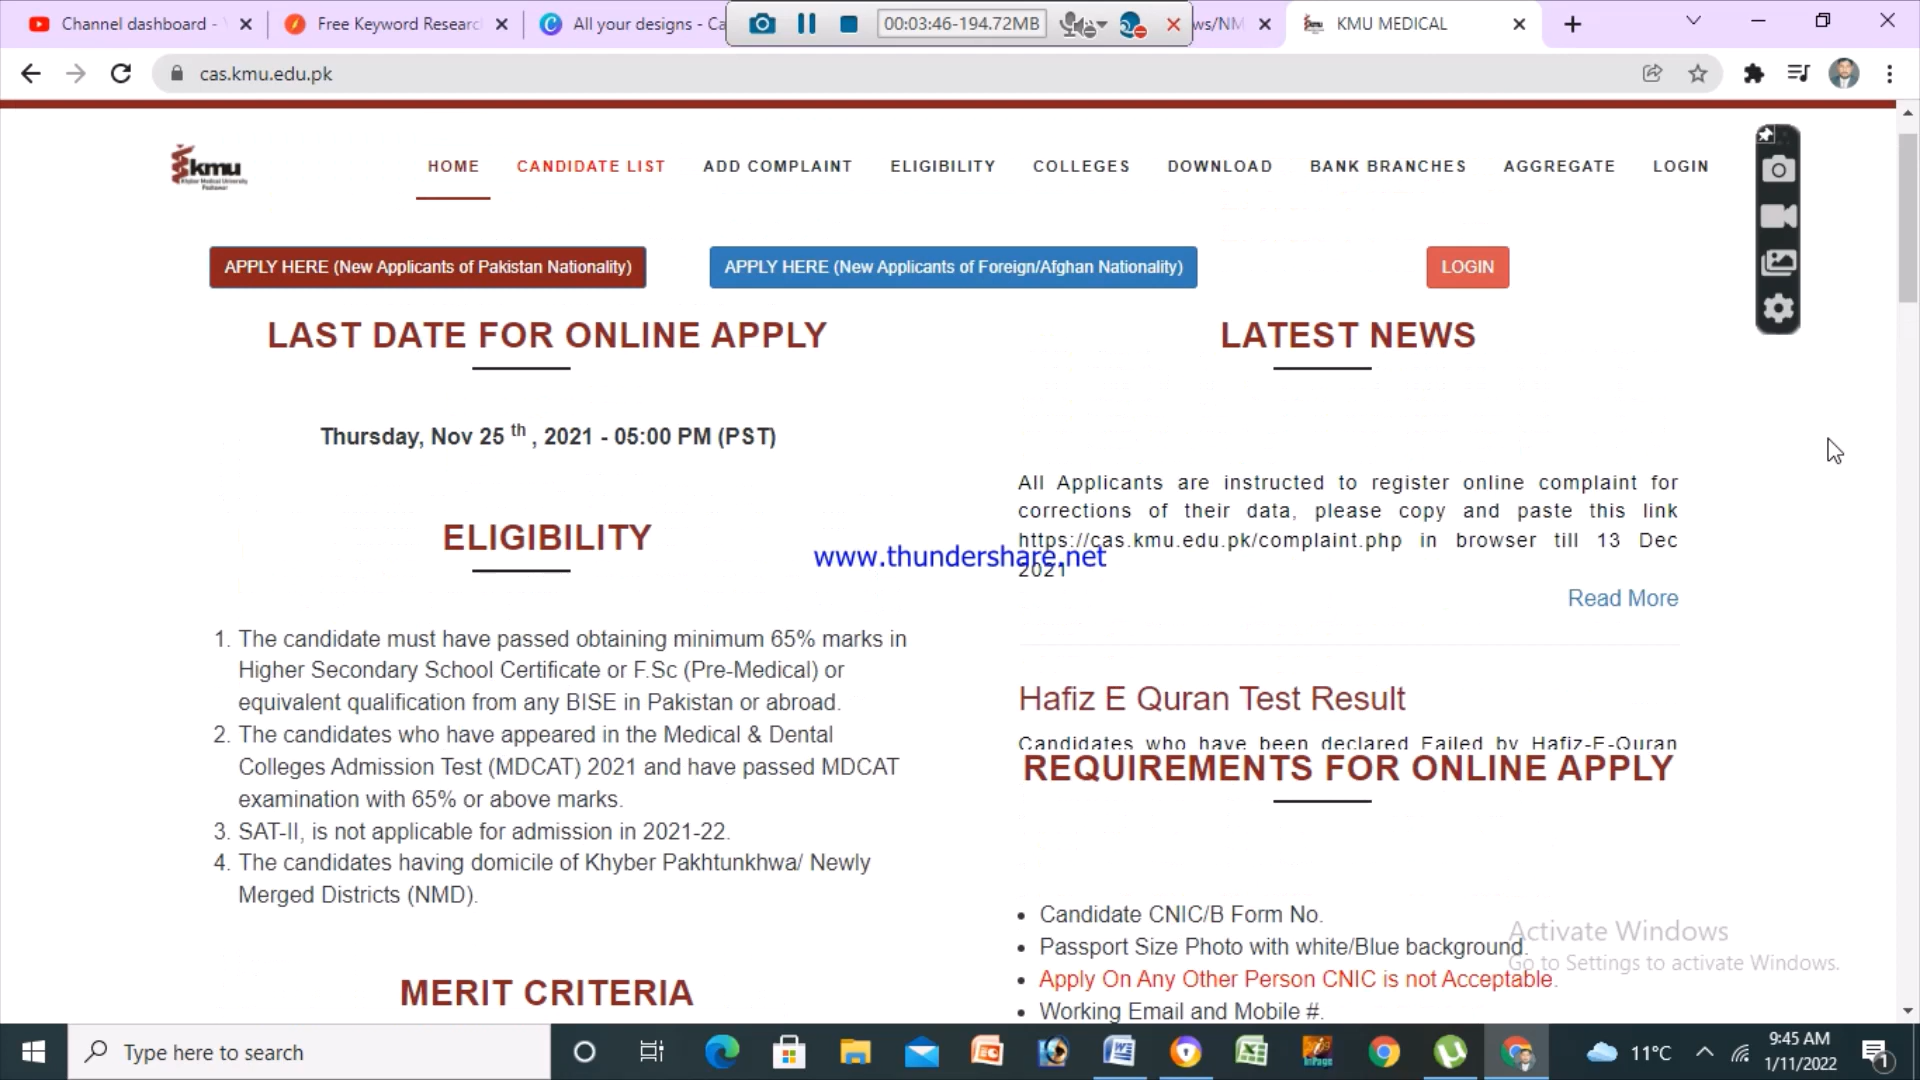 Channel dashboard -
Free Keyword Researc
All your designs - Ca
00:03:46-194.72MB
ws/NM
KMU MEDICAL
cas.kmu.edu.pk
kmu
Khyber Medical University
Peshawar
HOME
CANDIDATE LIST
ADD COMPLAINT
ELIGIBILITY
COLLEGES
DOWNLOAD
BANK BRANCHES
AGGREGATE
LOGIN
APPLY HERE (New Applicants of Pakistan Nationality)
APPLY HERE (New Applicants of Foreign/Afghan Nationality)
LOGIN
LAST DATE FOR ONLINE APPLY
Thursday, Nov 25 th , 2021 - 05:00 PM (PST)
ELIGIBILITY
1. The candidate must have passed obtaining minimum 65% marks in
Higher Secondary School Certificate or F.Sc (Pre-Medical) or
equivalent qualification from any BISE in Pakistan or abroad.
2. The candidates who have appeared in the Medical & Dental
Colleges Admission Test (MDCAT) 2021 and have passed MDCAT
examination with 65% or above marks.
3. SAT-II, is not applicable for admission in 2021-22.
4. The candidates having domicile of Khyber Pakhtunkhwa/ Newly
Merged Districts (NMD).
MERIT CRITERIA
LATEST NEWS
All Applicants are instructed to register online complaint for
corrections of their data, please copy and paste this link
https://cas.kmu.edu.pk/complaint.php in browser till 13 Dec
2021
Read More
Hafiz E Quran Test Result
Candidates who have been declared Failed by Hafiz-E-Quran
REQUIREMENTS FOR ONLINE APPLY
• Candidate CNIC/B Form No.
• Passport Size Photo with white/Blue background.
• Apply On Any Other Person CNIC is not Acceptable.
• Working Email and Mobile #.
www.thundershare.net
Activate Windows
Go to Settings to activate Windows.
Type here to search
11°C
9:45 AM
1/11/2022
1